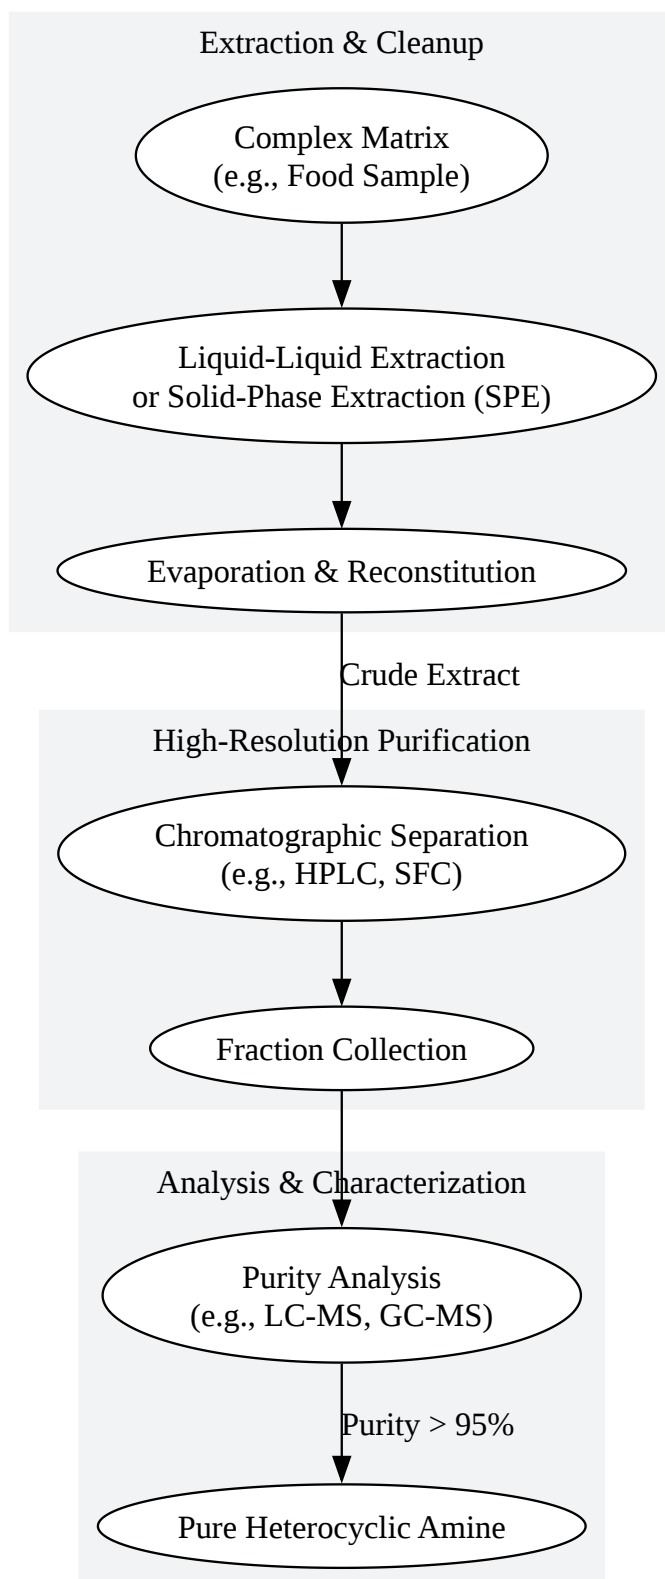 Extraction & Cleanup
Complex Matrix
(e.g., Food Sample)
Liquid-Liquid Extraction
or Solid-Phase Extraction (SPE)
Evaporation & Reconstitution
Crude Extract
High-Resolution Purification
Chromatographic Separation
(e.g., HPLC, SFC)
Fraction Collection
Analysis & Characterization
Purity Analysis
(e.g., LC-MS, GC-MS)
Purity > 95%
Pure Heterocyclic Amine